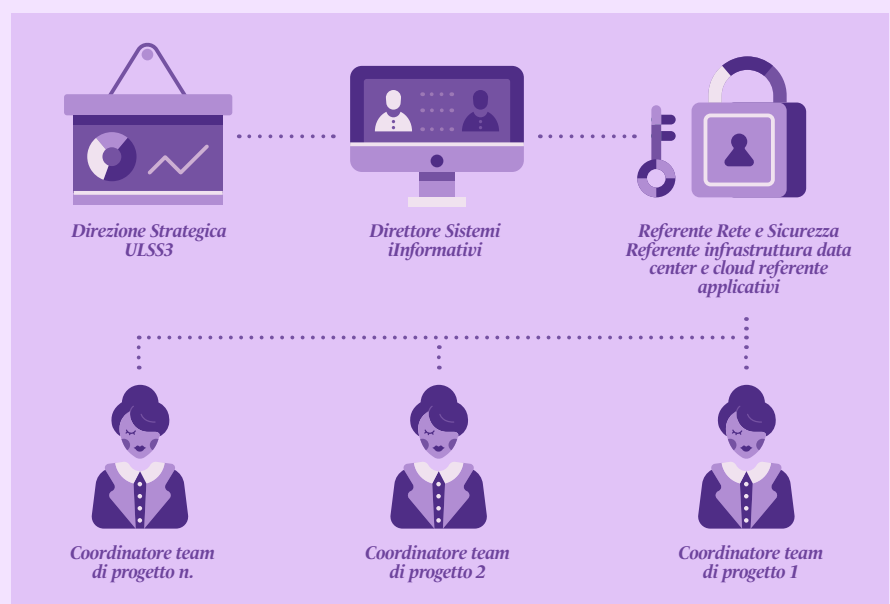 Direzione Strategica
ULSS3
Direttore Sistemi
iInformativi
Referente Rete e Sicurezza
Referente infrastruttura data
center e cloud referente
applicativi
Coordinatore team
di progetto n.
Coordinatore team
di progetto 2
Coordinatore team
di progetto 1